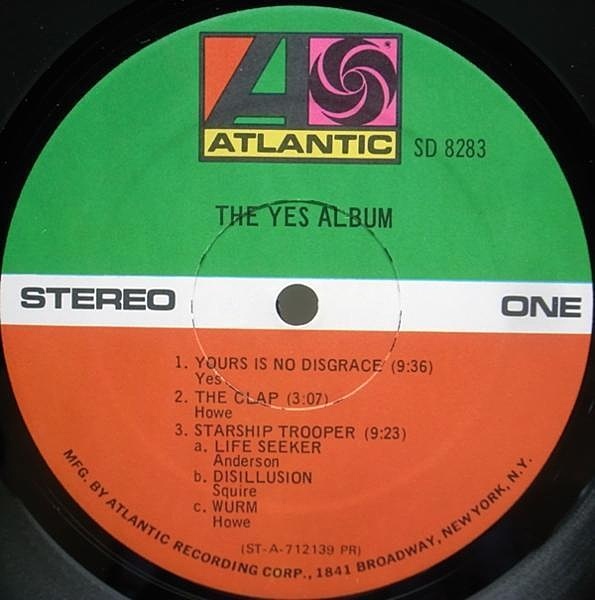 ATLANTIC
SD 8283
THE YES ALBUM
STEREO
ONE
1. YOURS IS NO DISGRACE (9:36)
Yes
2. THE CLAP (3:07)
Howe
3. STARSHIP TROOPER (9:23)
a. LIFE SEEKER
Anderson
b. DISILLUSION
Squire
c. WURM
Howe
(ST-A-712139 PR)
MFG. BY ATLANTIC RECORDING CORP., 1841 BROADWAY, NEW YORK, N.Y.